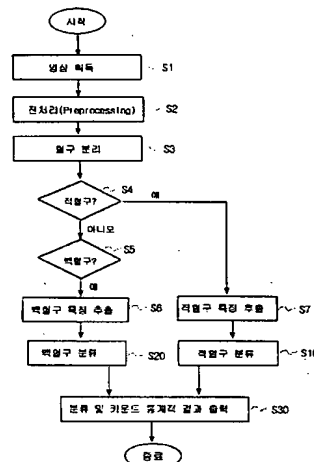 시작
영상 획득
S1
전처리(Preprocessing)
S2
혈구 분리
S3
적혈구?
S4
예
아니오
백혈구?
S5
예
백혈구 특징 추출
S6
적혈구 특징 추출
S7
백혈구 분류
S20
적혈구 분류
분류 및 카운트 통계적 결과 출력
S30
종료